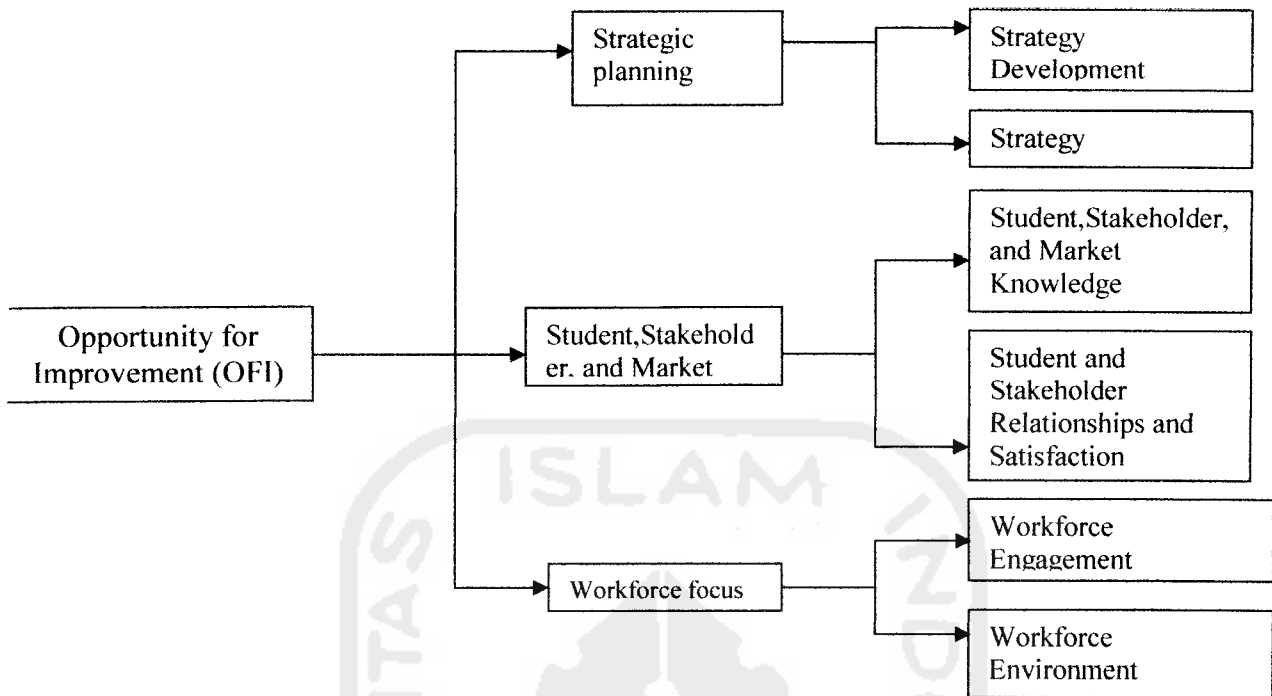 Strategic
planning
Strategy
Development
Strategy
Student,Stakeholder,
and Market
Knowledge
Opportunity for
Improvement (OFI)
Student,Stakehold
er, and Market
Student and
Stakeholder
Relationships and
Satisfaction
ISLAM
Workforce focus
Workforce
Engagement
Workforce
Environment